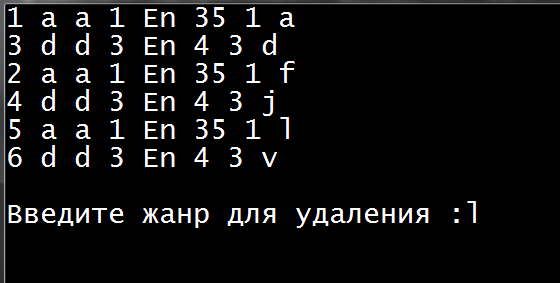 1 a a 1 En 35 1 a
3 d d 3 En 4 3 d
2 a a 1 En 35 1 f
4 d d 3 En 4 3 j
5 a a 1 En 35 1 l
6 d d 3 En 4 3 v
Введите жанр для удаления :l